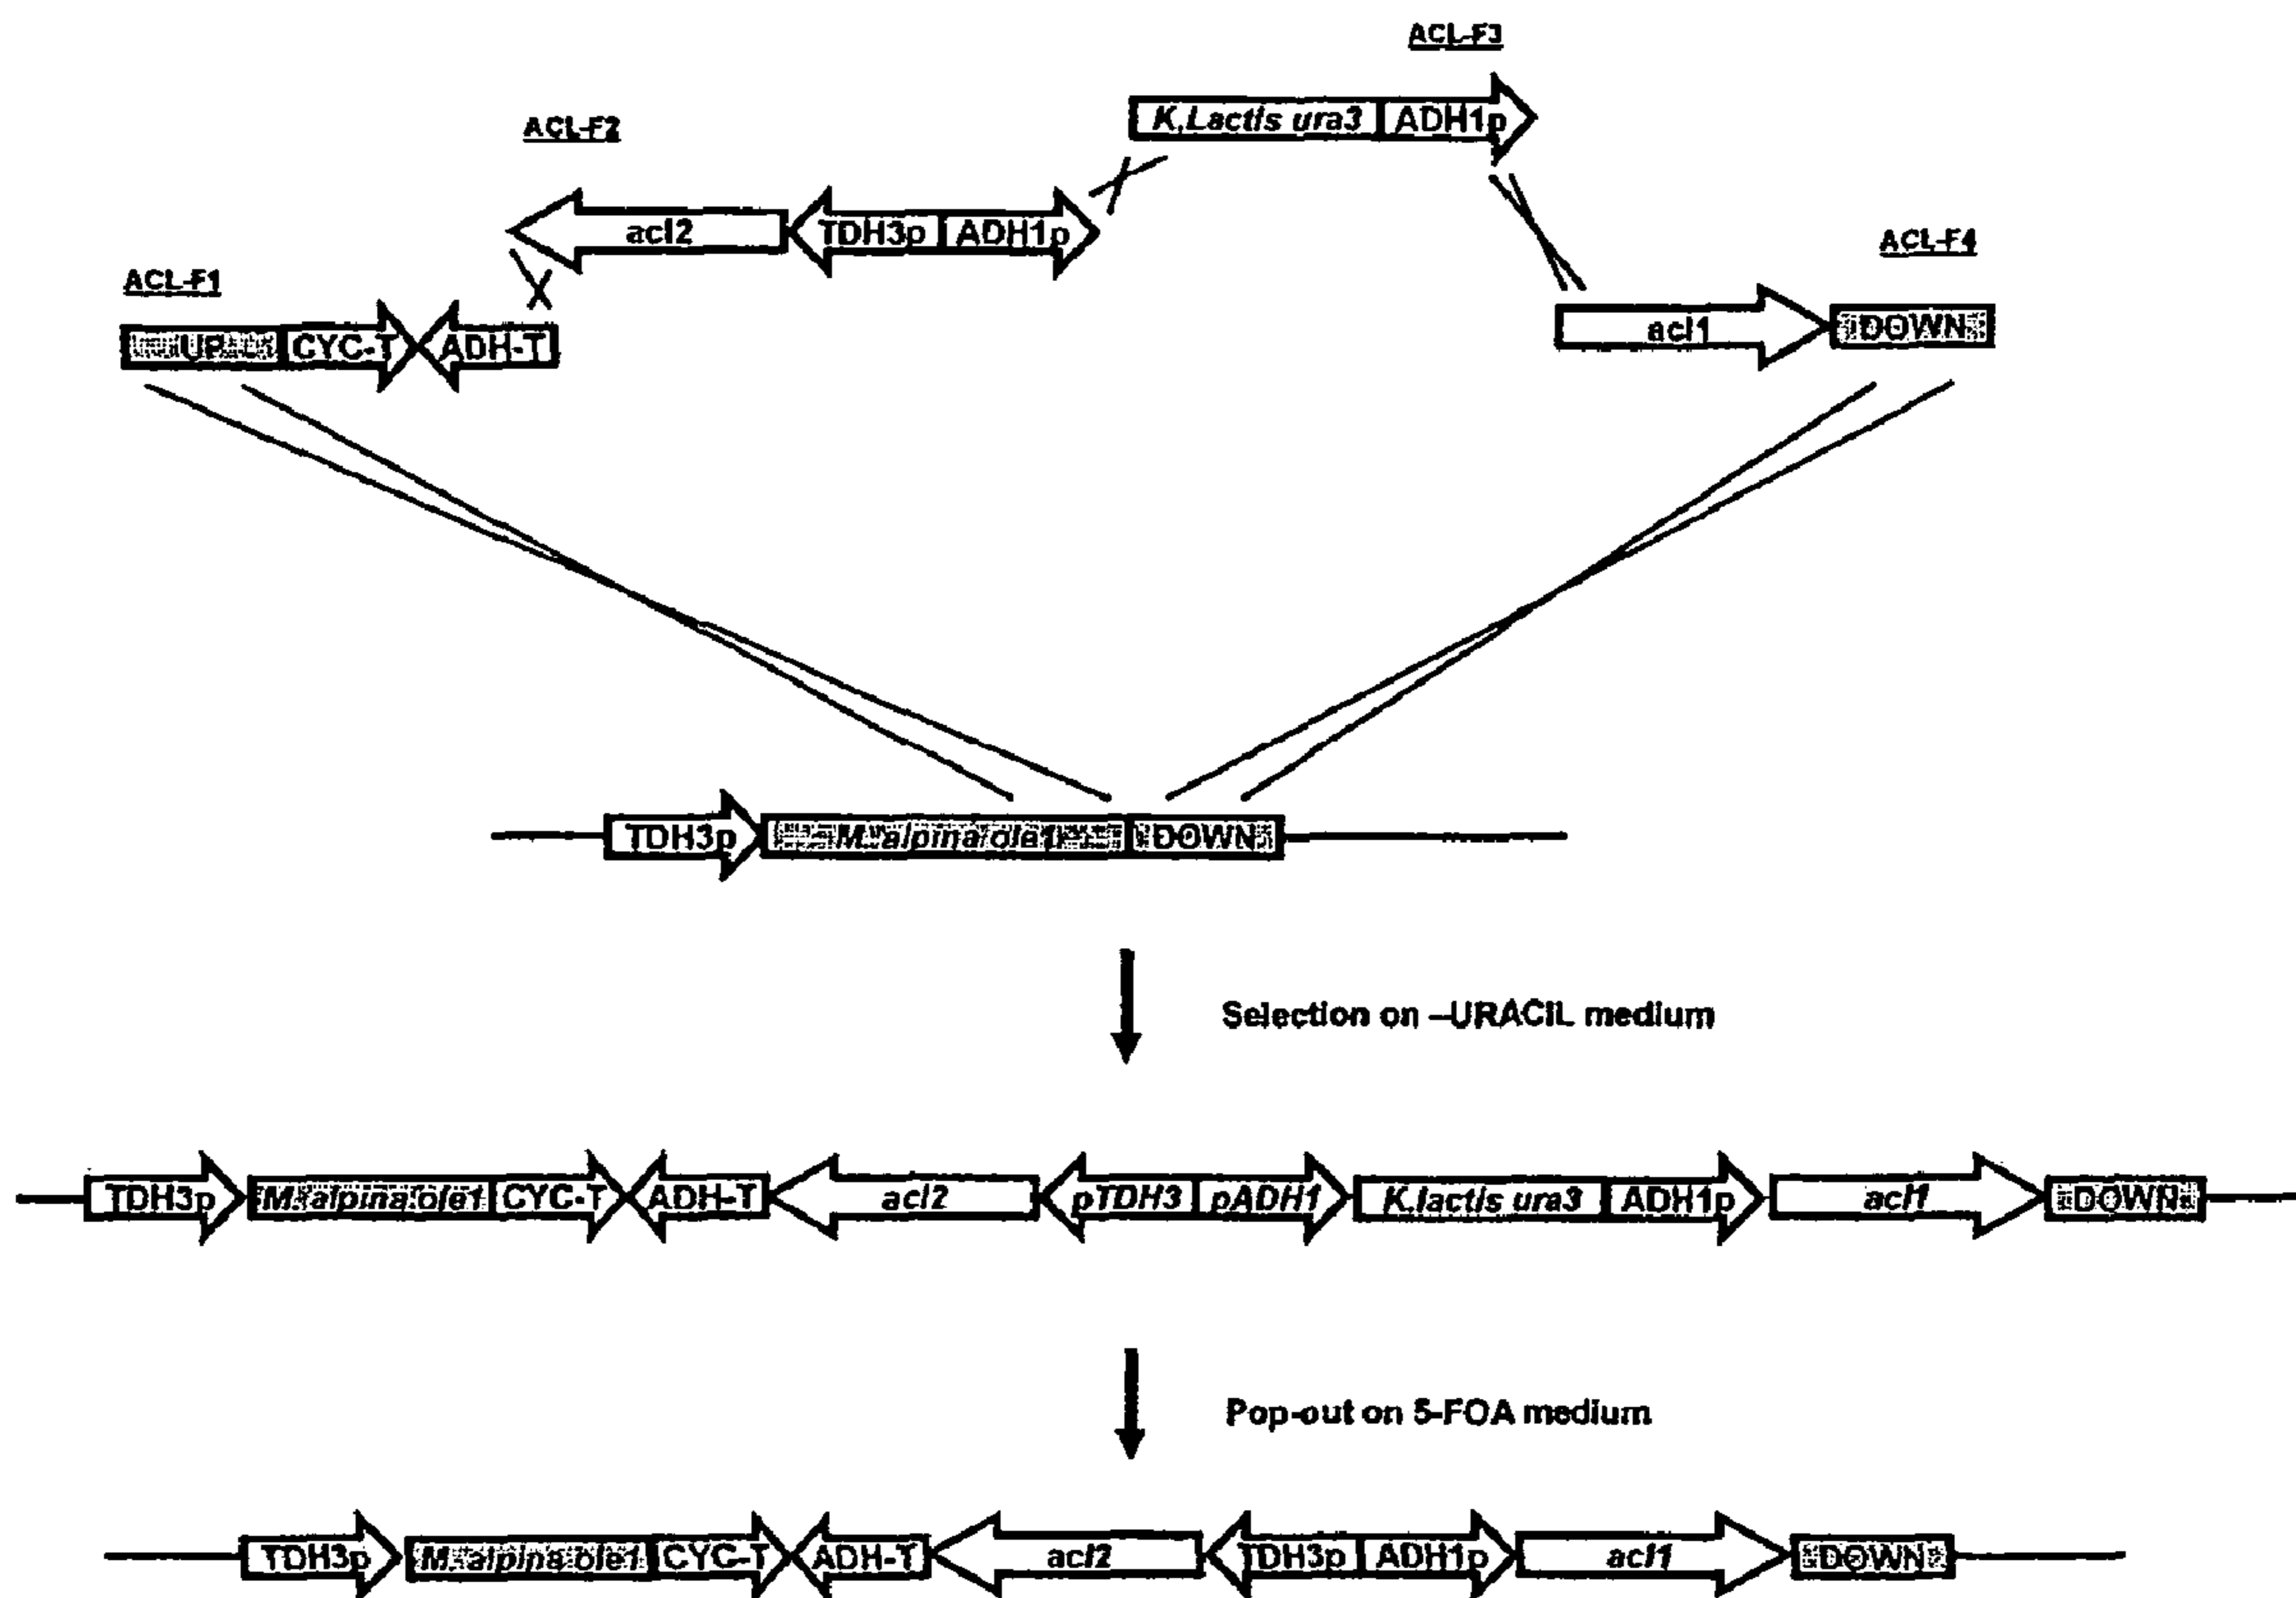 ACL-F3
K.Lactis ura3 ADH1p
ACL-F2
acl2 TDH3p ADH1p
ACL-F4
ACL-F1
UP CYC-T ADH-T
acl1 DOWN
TDH3p M. alpina ole1 DOWN
Selection on –URACIL medium
TDH3p M. alpina ole1 CYC-T ADH-T acl2 pTDH3 pADH1 K.lactis ura3 ADH1p acl1 DOWN
Pop-out on 5-FOA medium
TDH3p M. alpina ole1 CYC-T ADH-T acl2 TDH3p ADH1p acl1 DOWN